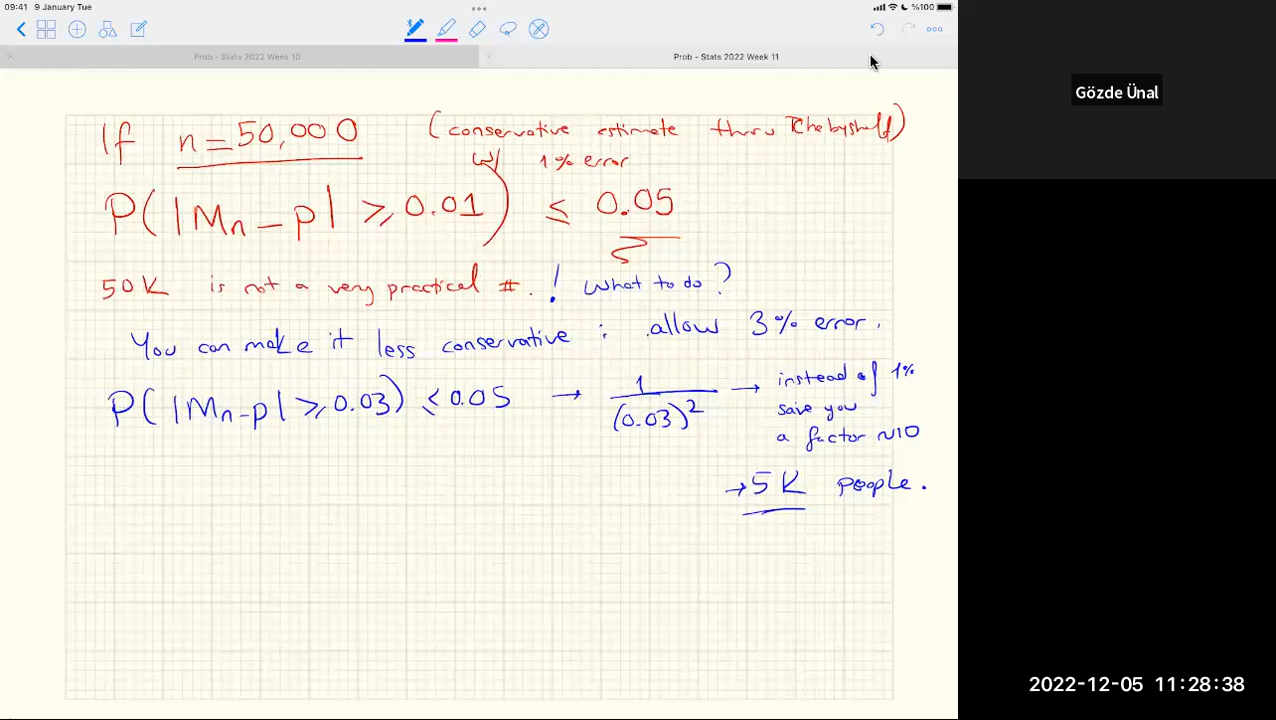 09:41 9 January Tue
%100
Prob - Stats 2022 Week 10
Prob - Stats 2022 Week 11
Gözde Ünal
If n = 50,000 (conservative estimate thru Tchebysheff)
w/ 1% error
P(|Mn - p| ≥ 0.01) ≤ 0.05
50K is not a very practical #. ! What to do ?
You can make it less conservative : allow 3% error.
P(|Mn - p| ≥ 0.03) ≤ 0.05 → 1/(0.03)² → instead of 1%
save you
a factor ~10
→ 5K people.
2022-12-05 11:28:38